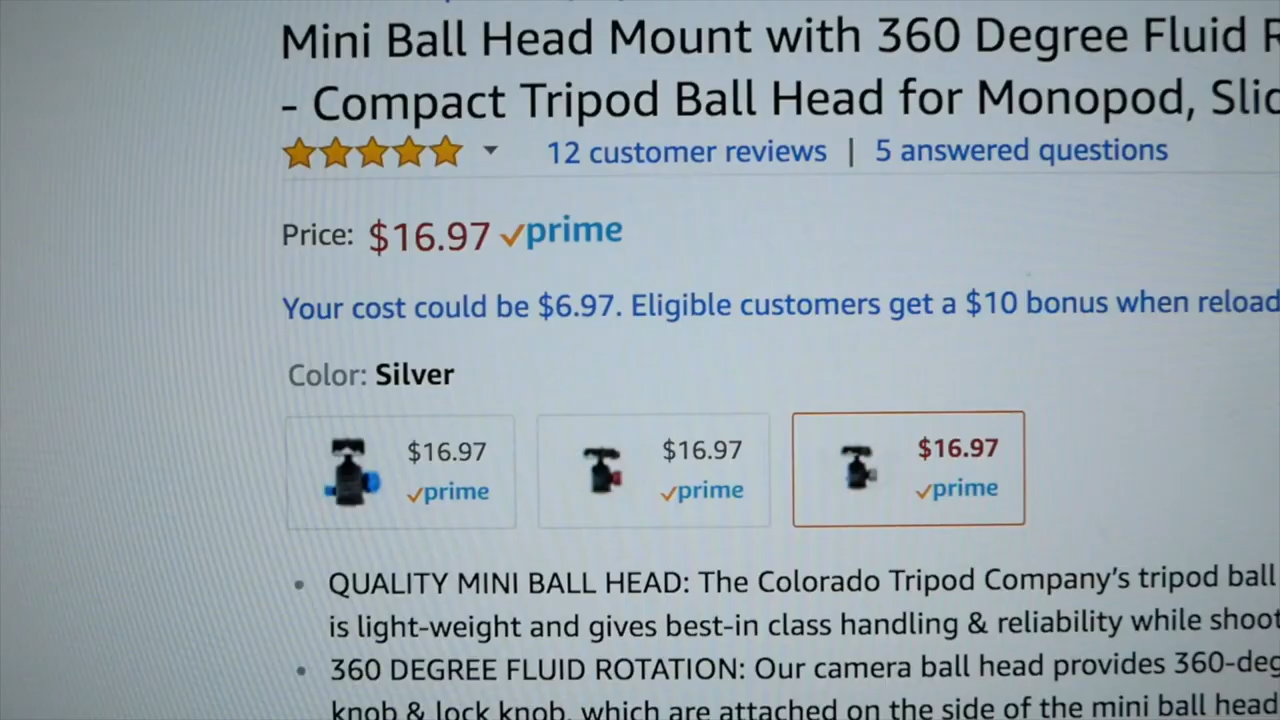 Mini Ball Head Mount with 360 Degree Fluid
- Compact Tripod Ball Head for Monopod,
12 customer reviews | 5 answered questions
Price: $16.97 prime
Your cost could be $6.97. Eligible customers get a $10 bonus when reload
Color: Silver
$16.97 $16.97 $16.97
prime prime prime
• QUALITY MINI BALL HEAD: The Colorado Tripod Company's tripod ball
is light-weight and gives best-in class handling & reliability while shoot
• 360 DEGREE FLUID ROTATION: Our camera ball head provides 360-deg
knob & lock knob, which are attached on the side of the mini ball head